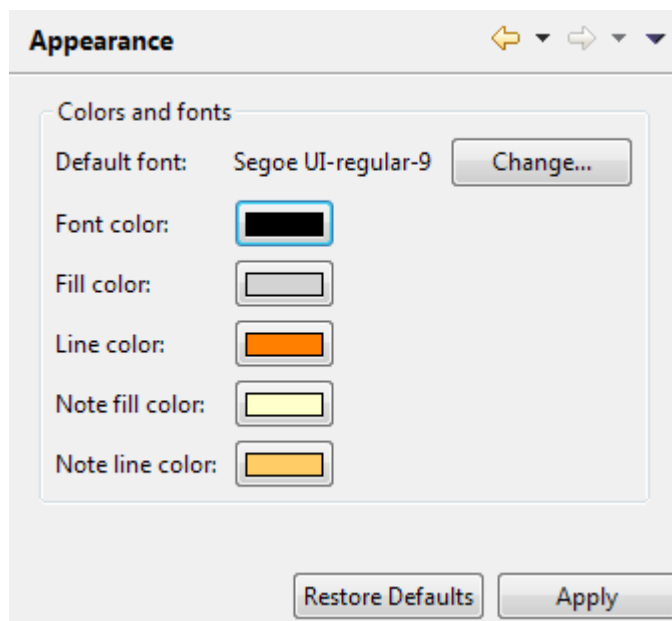 Appearance
Colors and fonts
Default font: Segoe UI-regular-9 Change...
Font color:
Fill color:
Line color:
Note fill color:
Note line color:
Restore Defaults Apply